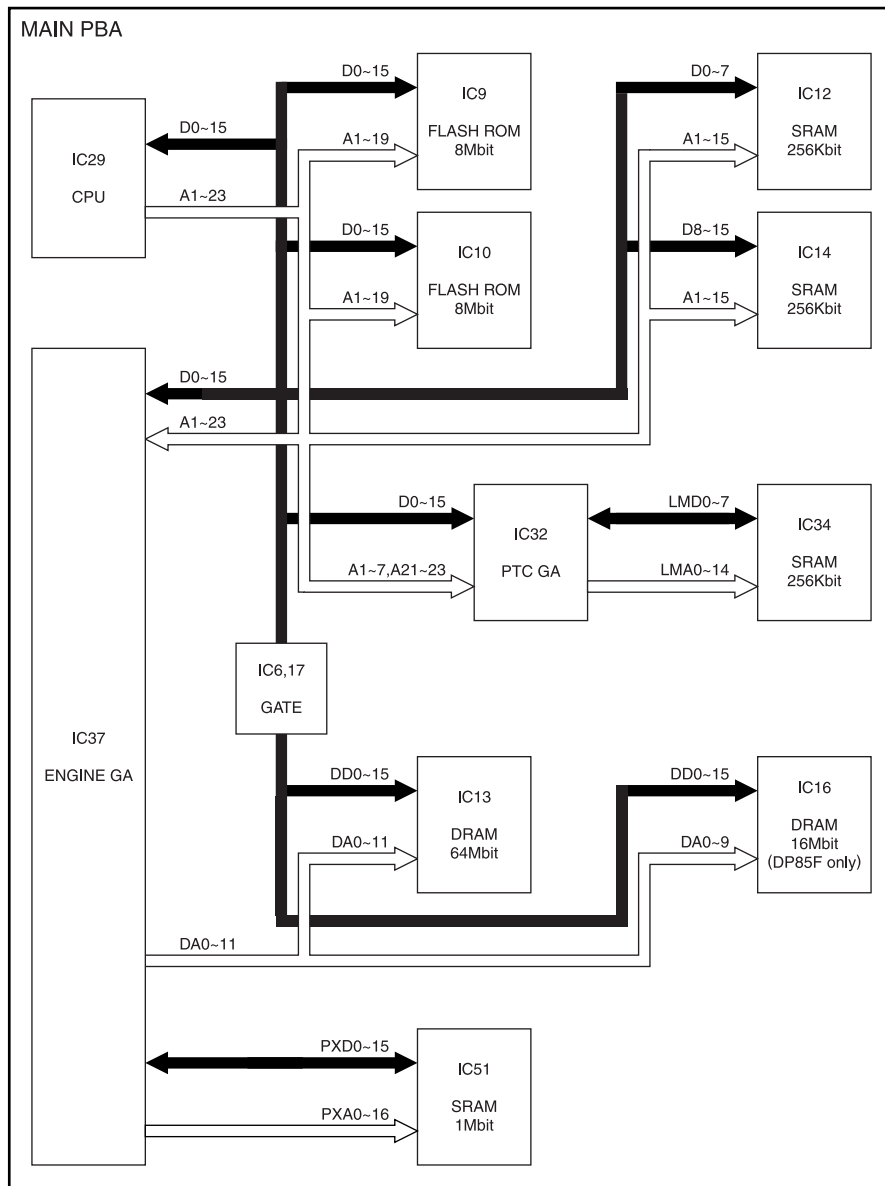 MAIN PBA
D0~15
D0~7
IC9
FLASH ROM
8Mbit
IC12
SRAM
256Kbit
IC29
CPU
D0~15
A1~19
A1~15
A1~23
D0~15
D8~15
IC10
FLASH ROM
8Mbit
IC14
SRAM
256Kbit
A1~19
A1~15
D0~15
A1~23
D0~15
LMD0~7
IC32
PTC GA
IC34
SRAM
256Kbit
A1~7,A21~23
LMA0~14
IC6,17
GATE
IC37
ENGINE GA
DD0~15
DD0~15
IC13
DRAM
64Mbit
IC16
DRAM
16Mbit
(DP85F only)
DA0~11
DA0~9
DA0~11
PXD0~15
IC51
SRAM
1Mbit
PXA0~16